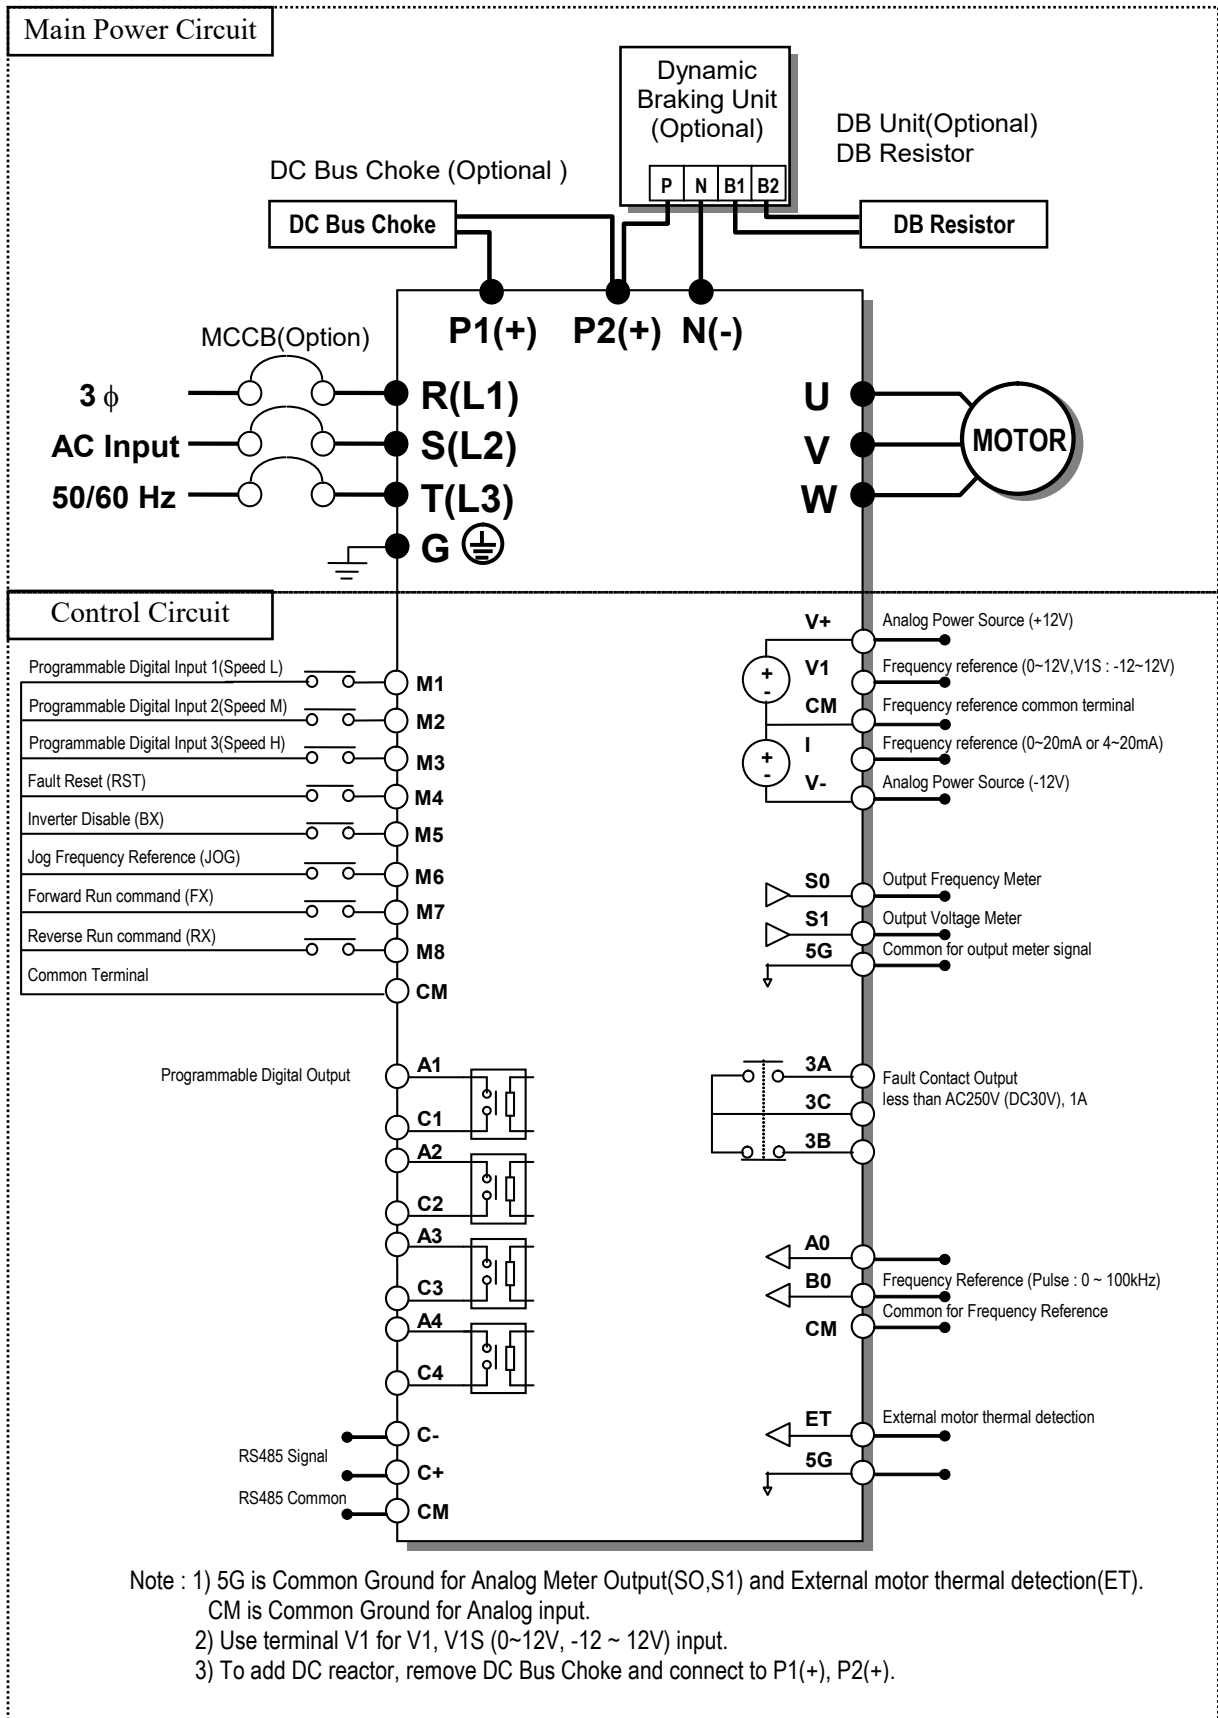 Main Power Circuit
Dynamic
Braking Unit
(Optional)
P N B1 B2
DB Unit(Optional)
DB Resistor
DC Bus Choke (Optional )
DC Bus Choke
DB Resistor
P1(+) P2(+) N(-)
MCCB(Option)
3 ϕ
AC Input
50/60 Hz
R(L1)
S(L2)
T(L3)
G
U
V
W
MOTOR
Control Circuit
Programmable Digital Input 1(Speed L)
M1
Programmable Digital Input 2(Speed M)
M2
Programmable Digital Input 3(Speed H)
M3
Fault Reset (RST)
M4
Inverter Disable (BX)
M5
Jog Frequency Reference (JOG)
M6
Forward Run command (FX)
M7
Reverse Run command (RX)
M8
Common Terminal
CM
Programmable Digital Output
A1
C1
A2
C2
A3
C3
A4
C4
C-
RS485 Signal
C+
RS485 Common
CM
V+ Analog Power Source (+12V)
+
-
V1 Frequency reference (0~12V,V1S : -12~12V)
CM Frequency reference common terminal
+
-
I Frequency reference (0~20mA or 4~20mA)
V- Analog Power Source (-12V)
S0 Output Frequency Meter
S1 Output Voltage Meter
5G Common for output meter signal
3A
Fault Contact Output
less than AC250V (DC30V), 1A
3C
3B
A0
B0 Frequency Reference (Pulse : 0 ~ 100kHz)
Common for Frequency Reference
CM
ET External motor thermal detection
5G
Note : 1) 5G is Common Ground for Analog Meter Output(SO,S1) and External motor thermal detection(ET).
CM is Common Ground for Analog input.
2) Use terminal V1 for V1, V1S (0~12V, -12 ~ 12V) input.
3) To add DC reactor, remove DC Bus Choke and connect to P1(+), P2(+).